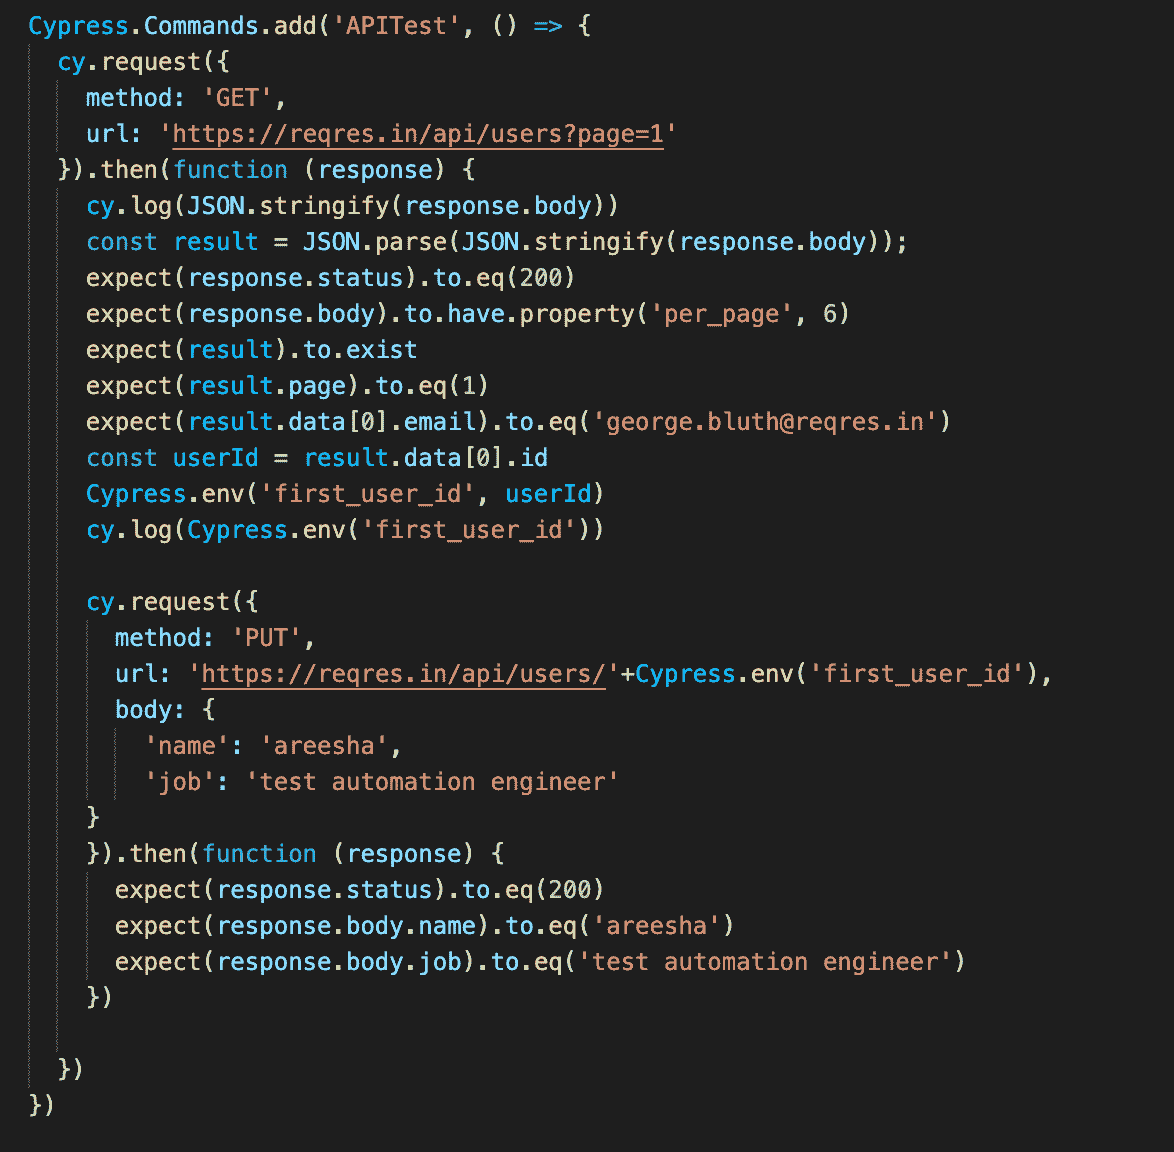 Cypress.Commands.add('APITest', () => {
  cy.request({
    method: 'GET',
    url: 'https://reqres.in/api/users?page=1'
  }).then(function (response) {
    cy.log(JSON.stringify(response.body))
    const result = JSON.parse(JSON.stringify(response.body));
    expect(response.status).to.eq(200)
    expect(response.body).to.have.property('per_page', 6)
    expect(result).to.exist
    expect(result.page).to.eq(1)
    expect(result.data[0].email).to.eq('george.bluth@reqres.in')
    const userId = result.data[0].id
    Cypress.env('first_user_id', userId)
    cy.log(Cypress.env('first_user_id'))

    cy.request({
      method: 'PUT',
      url: 'https://reqres.in/api/users/'+Cypress.env('first_user_id'),
      body: {
        'name': 'areesha',
        'job': 'test automation engineer'
    }
    }).then(function (response) {
      expect(response.status).to.eq(200)
      expect(response.body.name).to.eq('areesha')
      expect(response.body.job).to.eq('test automation engineer')
    })

  })
})